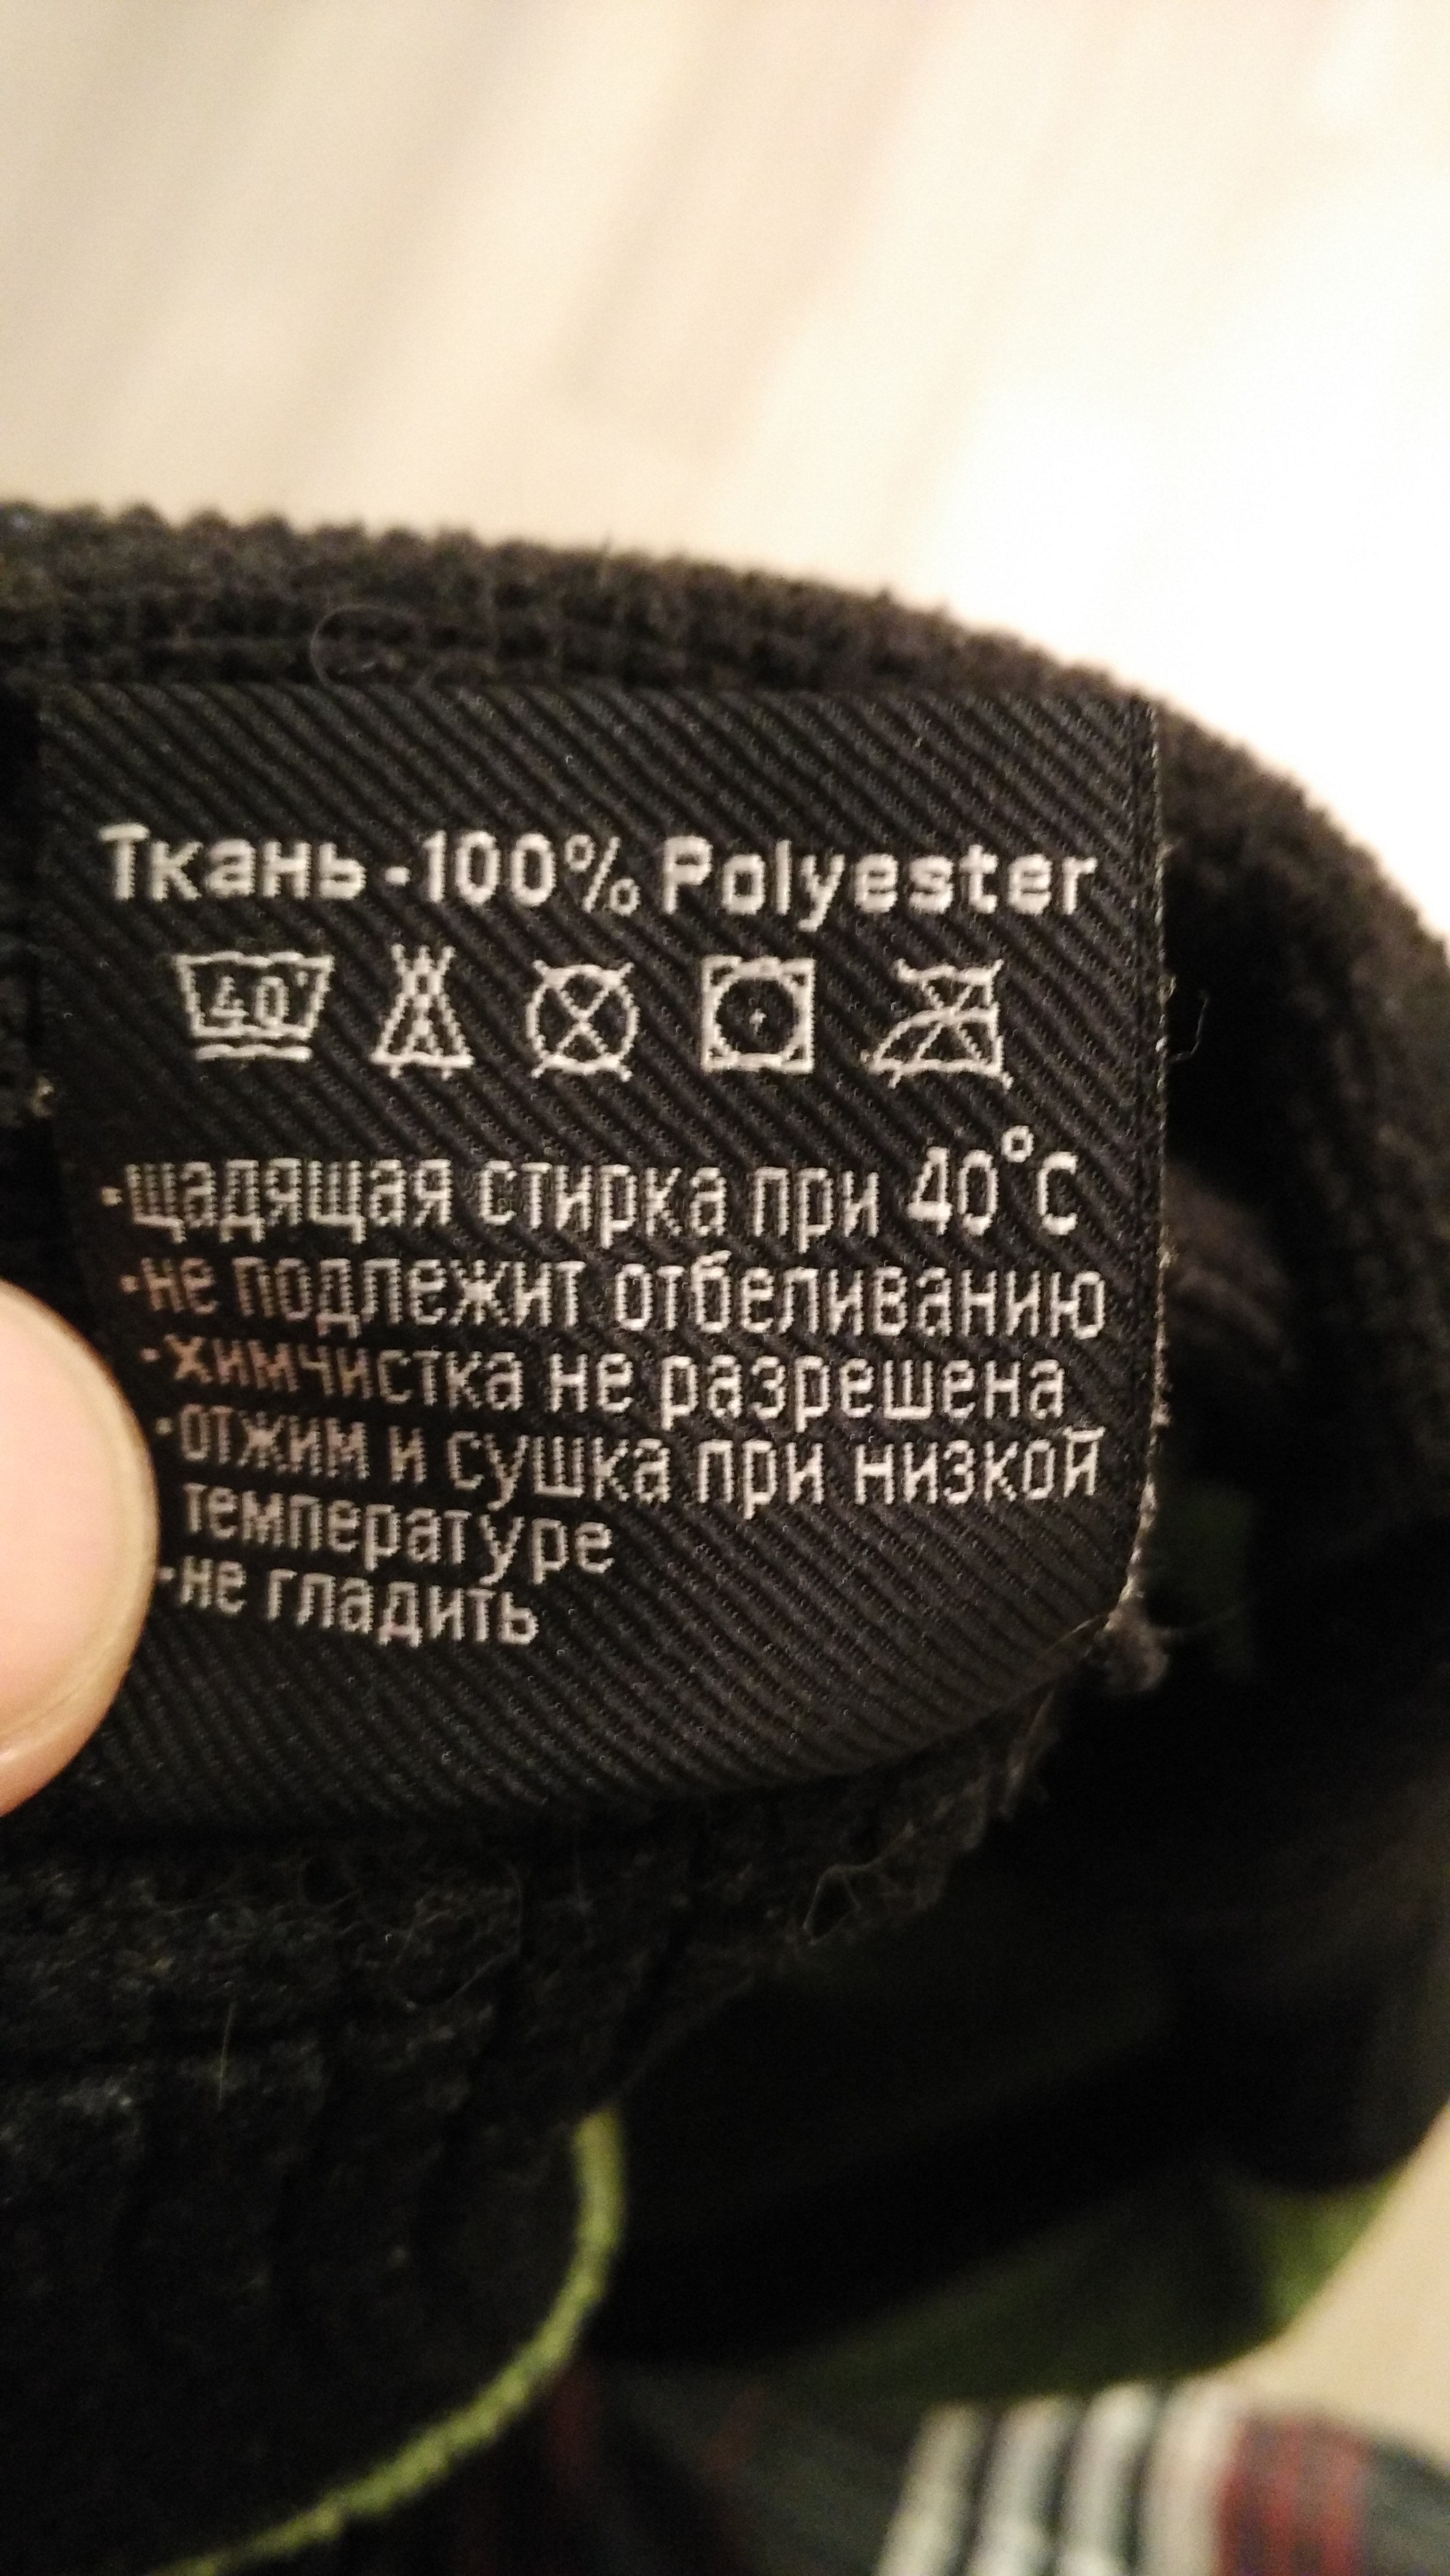 Ткань - 100% Polyester
40°
·щадящая стирка при 40°C
·не подлежит отбеливанию
·химчистка не разрешена
·отжим и сушка при низкой
температуре
·не гладить